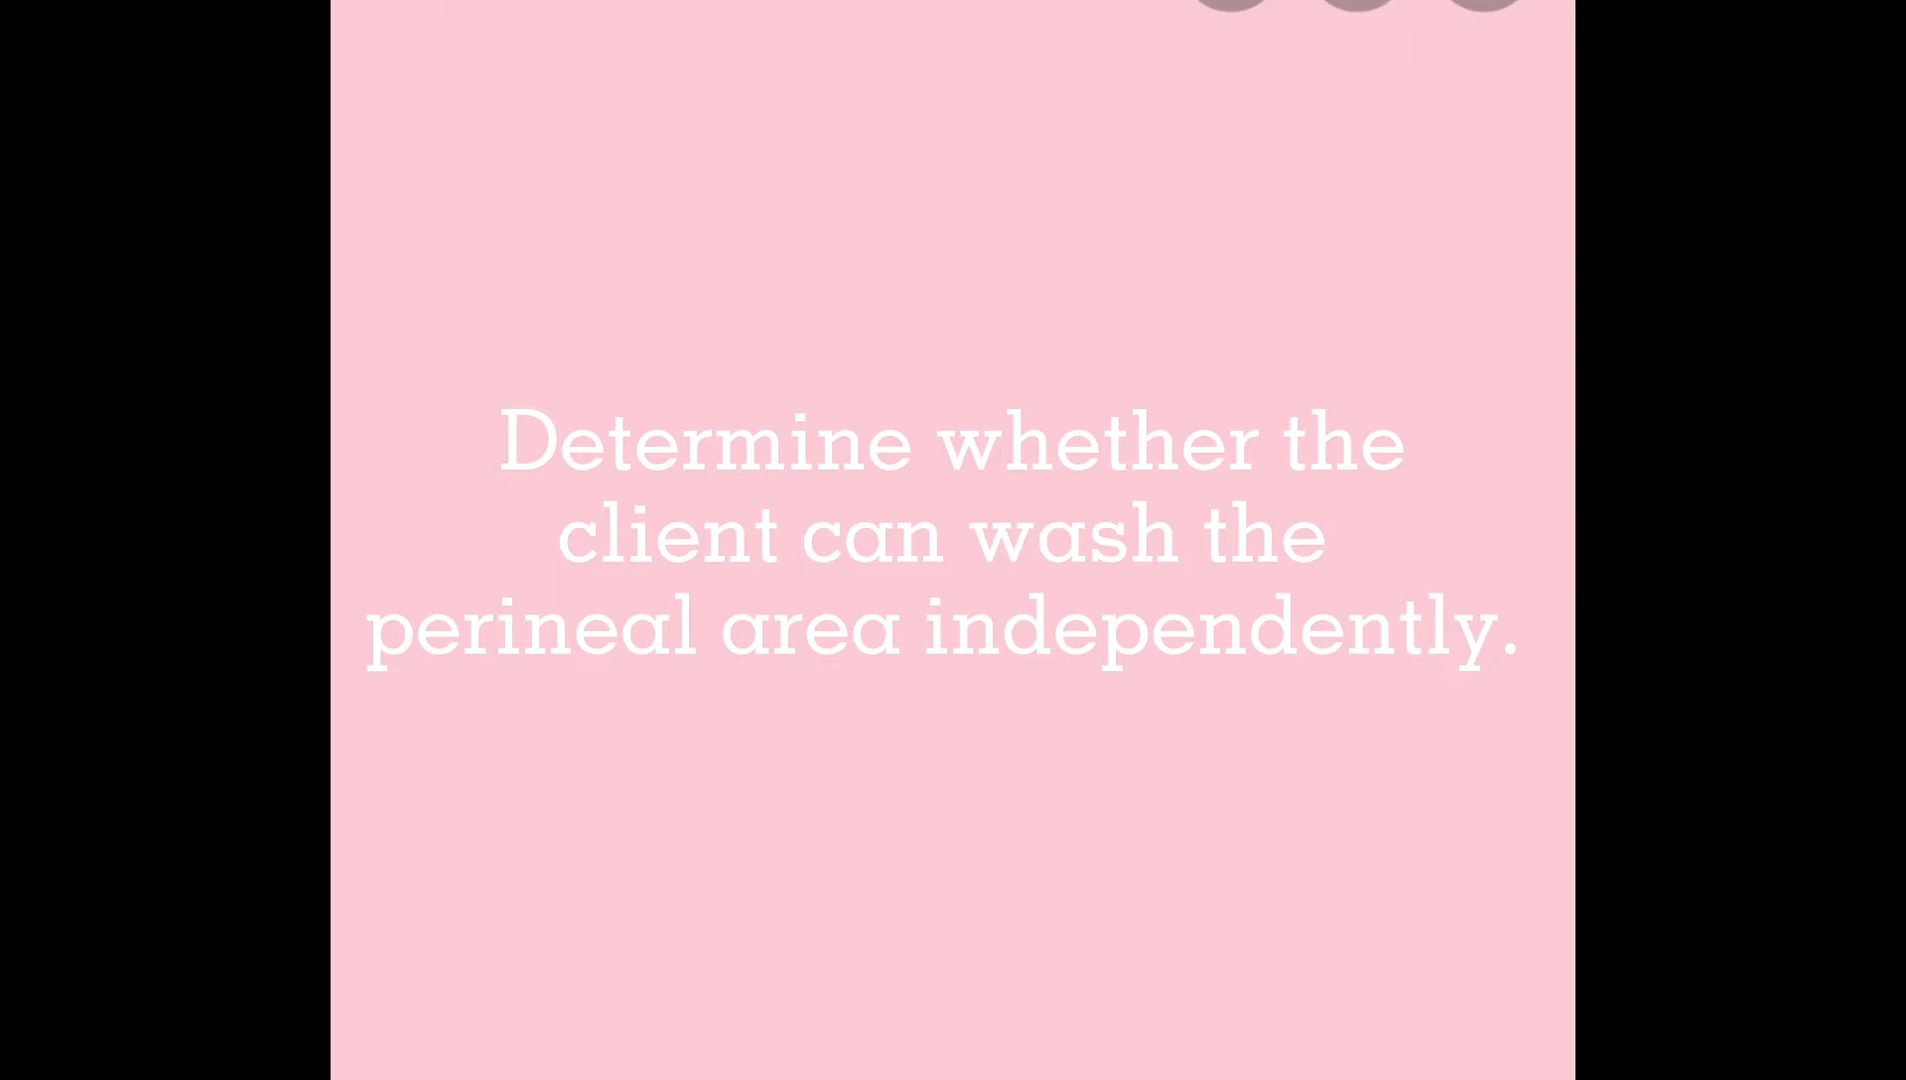 Determine whether the
client can wash the
perineal area independently.